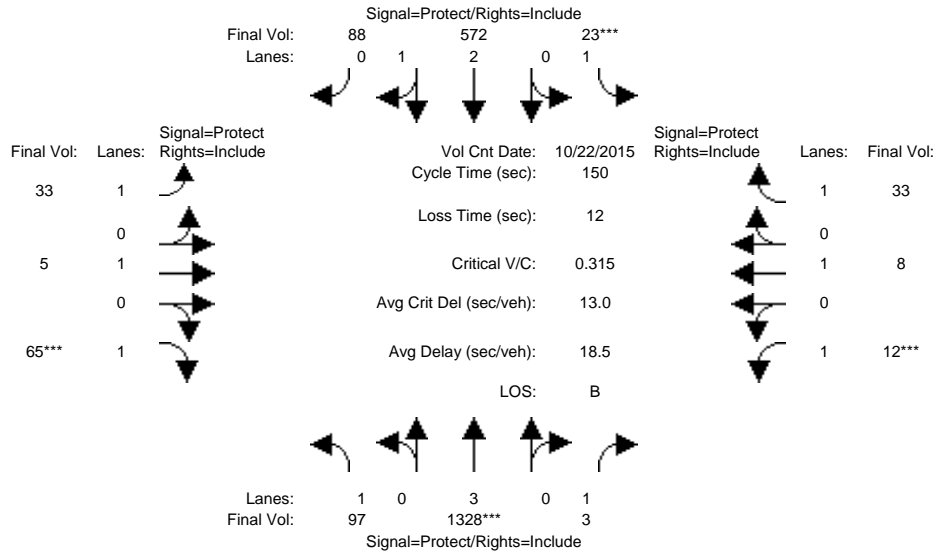 Signal=Protect/Rights=Include
Final Vol: 88 572 23***
Lanes: 0 1 2 0 1
Signal=Protect
Final Vol: Lanes: Rights=Include
Vol Cnt Date: 10/22/2015
Signal=Protect
Rights=Include Lanes: Final Vol:
Cycle Time (sec): 150
33 1
1 33
Loss Time (sec): 12
0
0
5 1
Critical V/C: 0.315
1 8
0
Avg Crit Del (sec/veh): 13.0
0
65*** 1
Avg Delay (sec/veh): 18.5
1 12***
LOS: B
Lanes: 1 0 3 0 1
Final Vol: 97 1328*** 3
Signal=Protect/Rights=Include